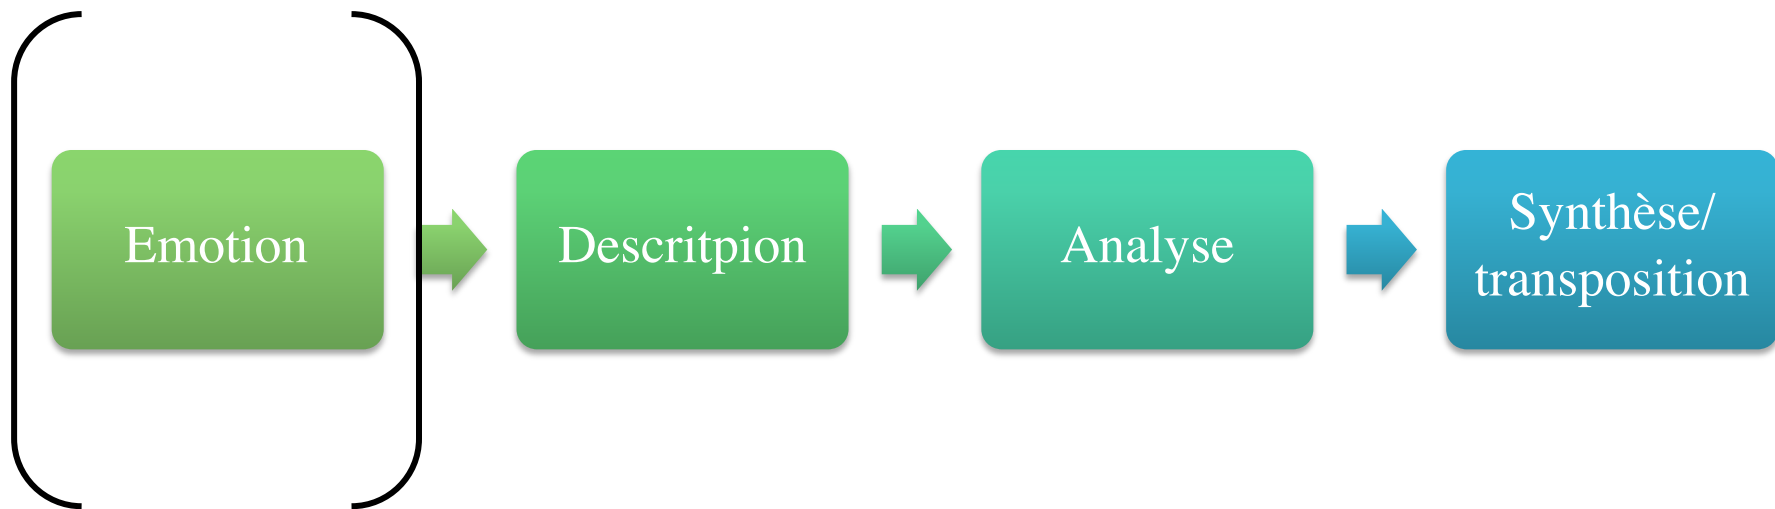 Emotion
Descritpion
Analyse
Synthèse/
transposition